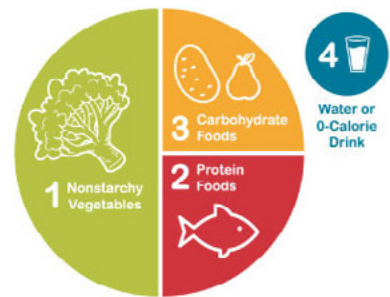 1 Nonstarchy
Vegetables
2 Protein
Foods
3 Carbohydrate
Foods
4
Water or
0-Calorie
Drink